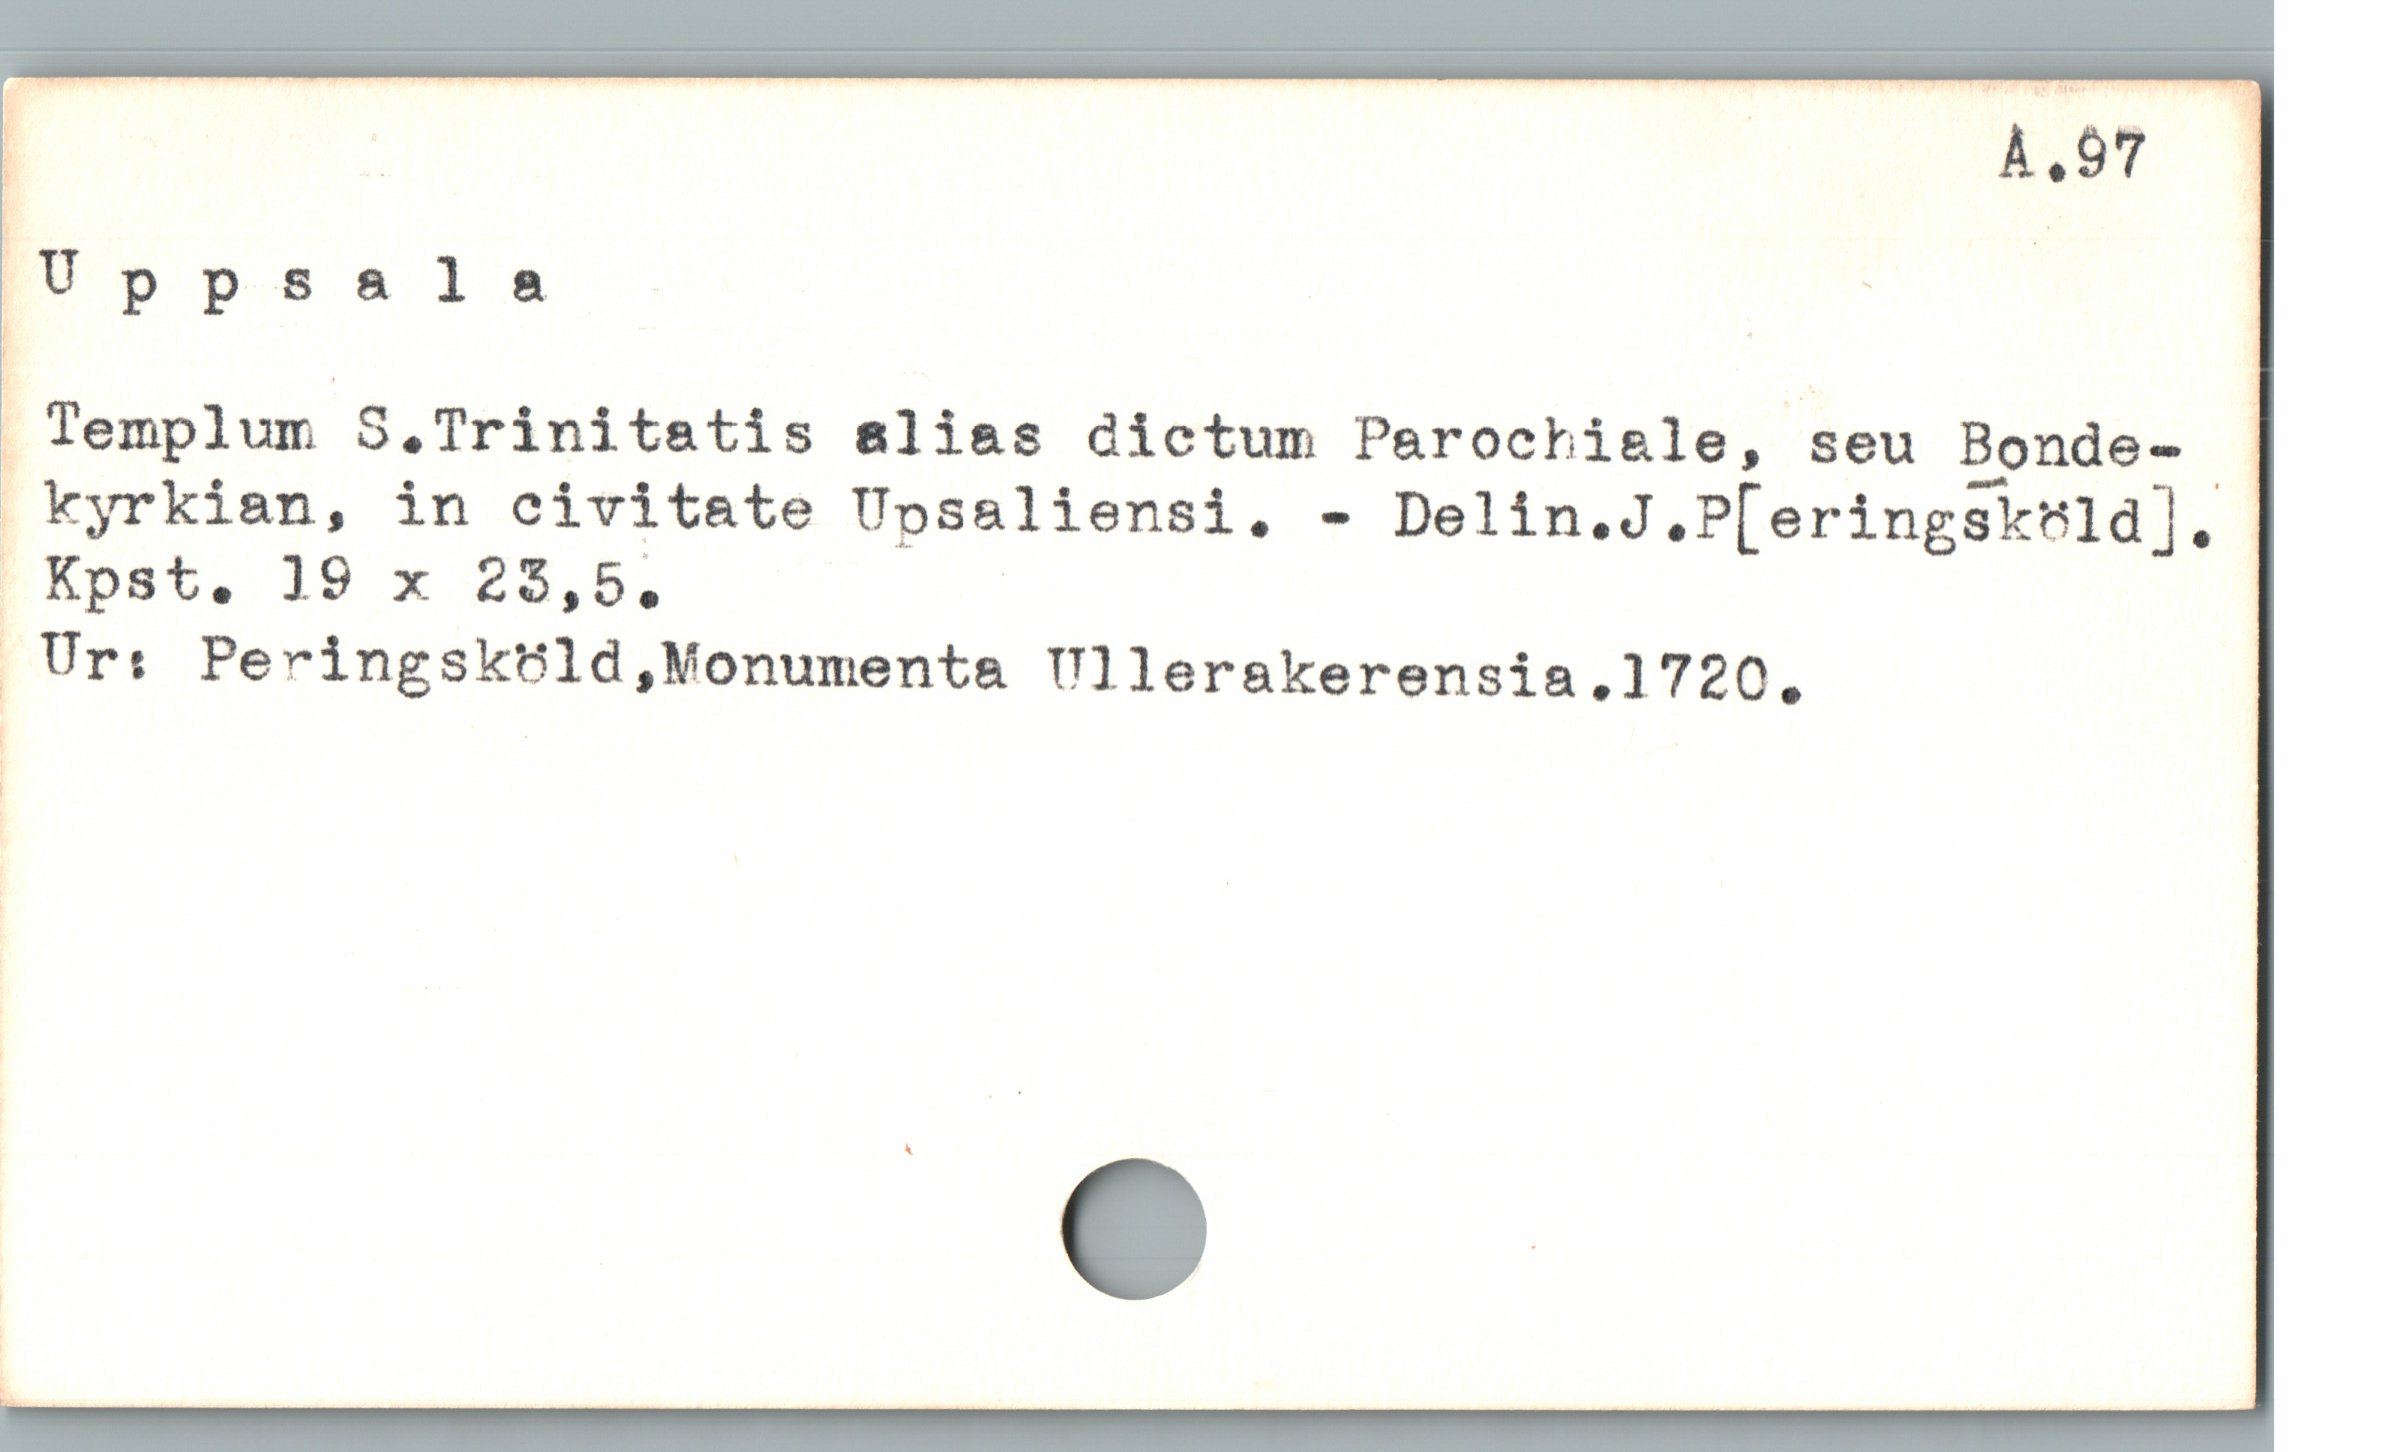 A.97
U p p s a l a
Templum S.Trinitatis alias dictum Parochiale, seu Bonde-
kyrkian, in civitate Upsaliensi. - Delin.J.P[eringsköld].
Kpst. 19 x 23,5.
Ur: Peringsköld,Monumenta Ullerakerensia.1720.